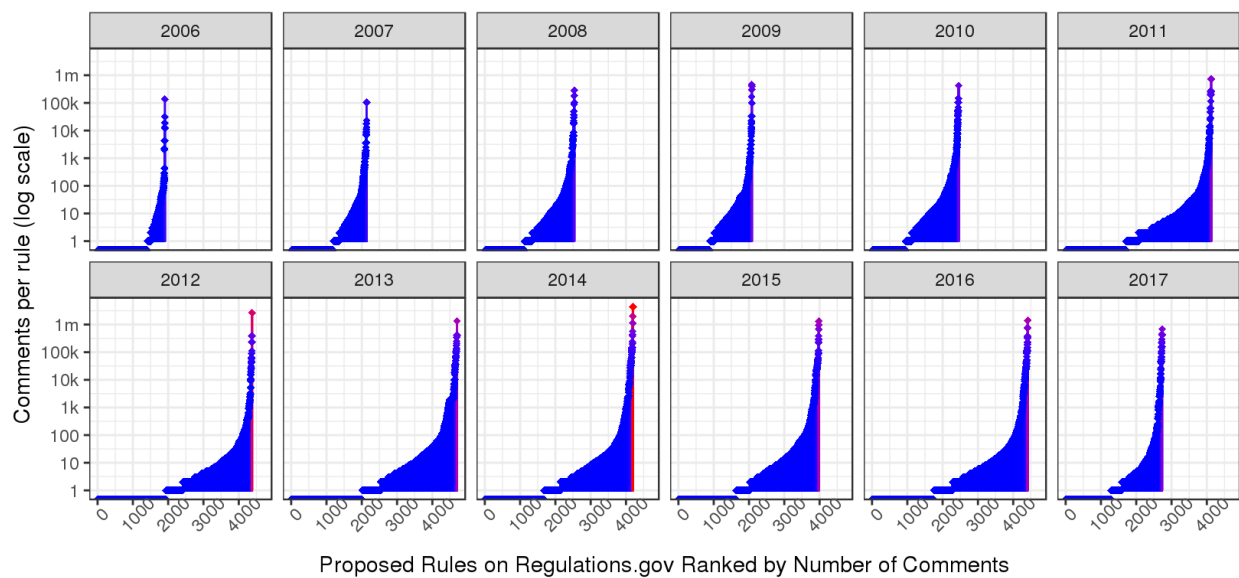 2006 2007 2008 2009 2010 2011
1m
100k
10k
1k
100
10
1
2012 2013 2014 2015 2016 2017
1m
100k
10k
1k
100
10
1
0 1000 2000 3000 4000 0 1000 2000 3000 4000 0 1000 2000 3000 4000 0 1000 2000 3000 4000 0 1000 2000 3000 4000 0 1000 2000 3000 4000
Comments per rule (log scale)
Proposed Rules on Regulations.gov Ranked by Number of Comments